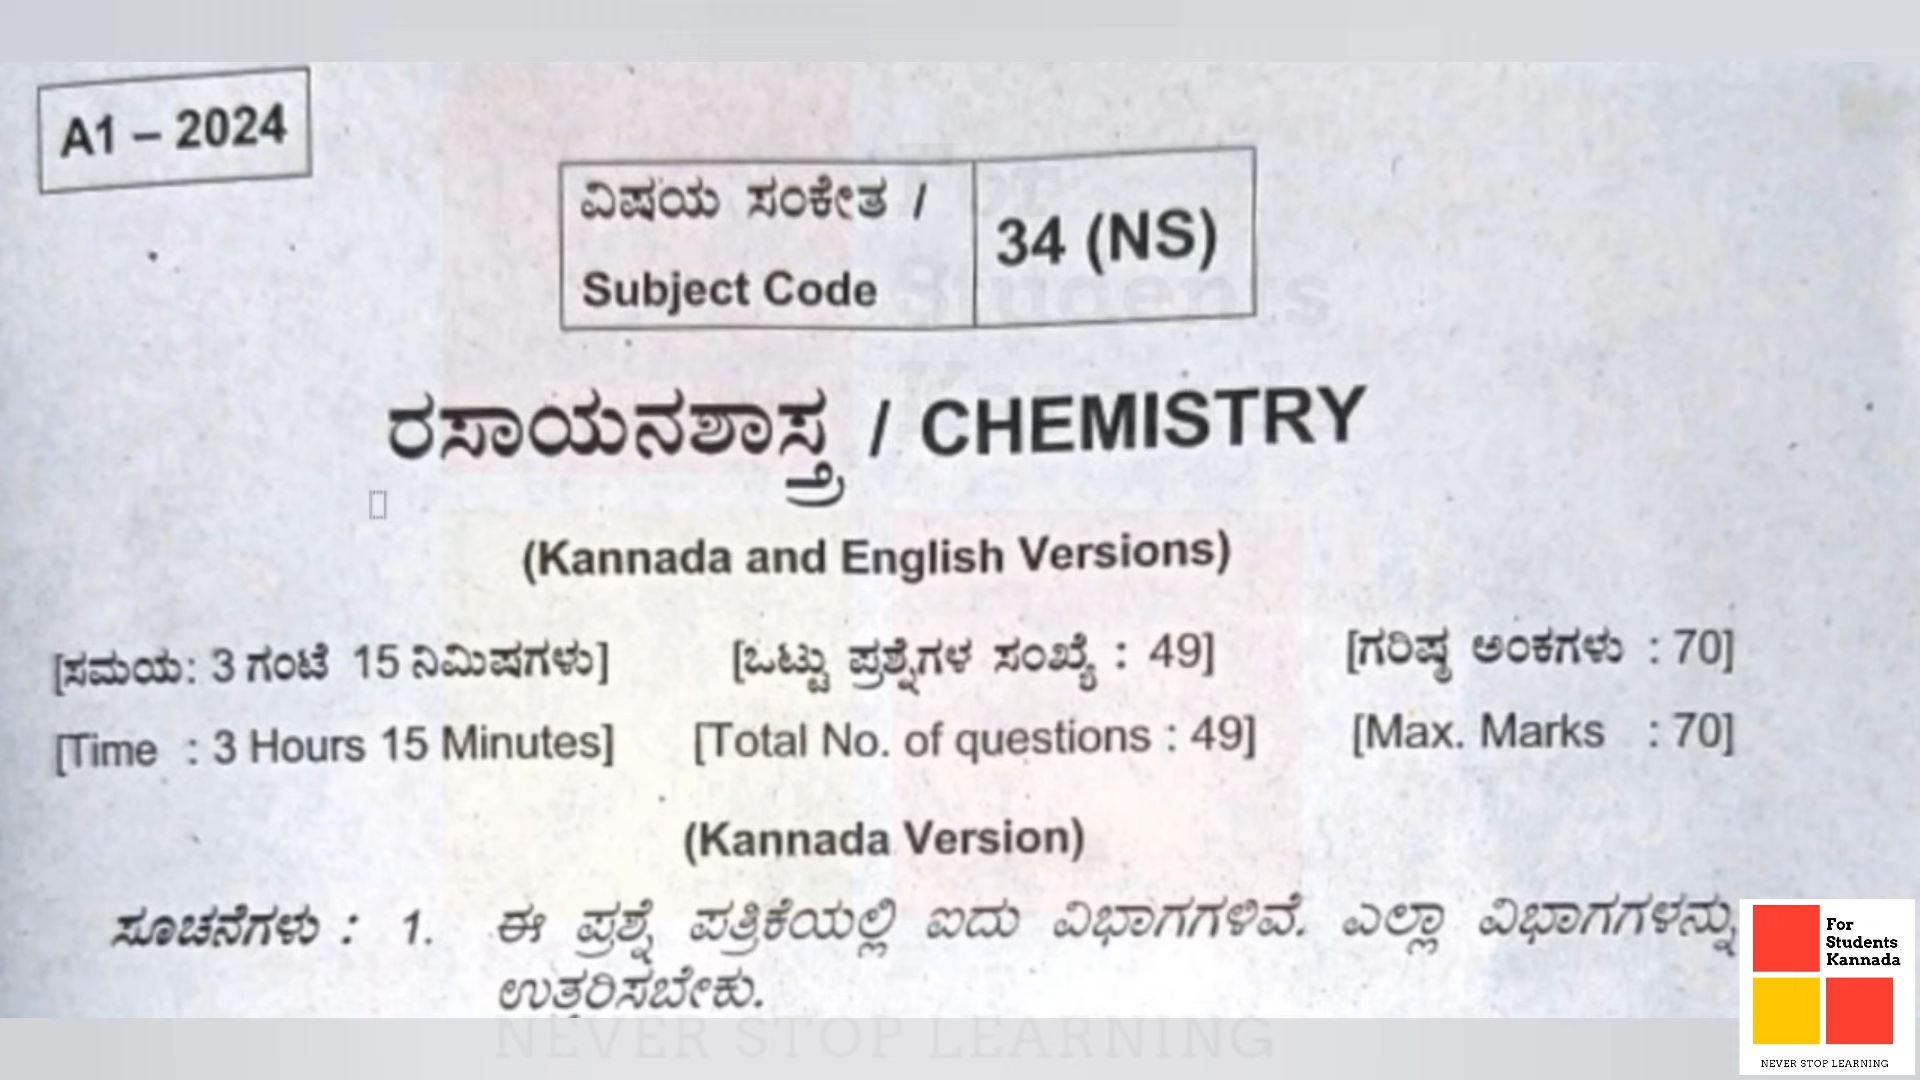 A1 – 2024
ವಿಷಯ ಸಂಕೇತ /
Subject Code
34 (NS)
ರಸಾಯನಶಾಸ್ತ್ರ / CHEMISTRY
(Kannada and English Versions)
[ಸಮಯ: 3 ಗಂಟೆ 15 ನಿಮಿಷಗಳು] [ಒಟ್ಟು ಪ್ರಶ್ನೆಗಳ ಸಂಖ್ಯೆ : 49] [ಗರಿಷ್ಠ ಅಂಕಗಳು : 70]
[Time : 3 Hours 15 Minutes] [Total No. of questions : 49] [Max. Marks : 70]
(Kannada Version)
ಸೂಚನೆಗಳು : 1. ಈ ಪ್ರಶ್ನೆ ಪತ್ರಿಕೆಯಲ್ಲಿ ಐದು ವಿಭಾಗಗಳಿವೆ. ಎಲ್ಲಾ ವಿಭಾಗಗಳನ್ನು
ಉತ್ತರಿಸಬೇಕು.
For
Students
Kannada
NEVER STOP LEARNING
For
Students
Kannada
NEVER STOP LEARNING